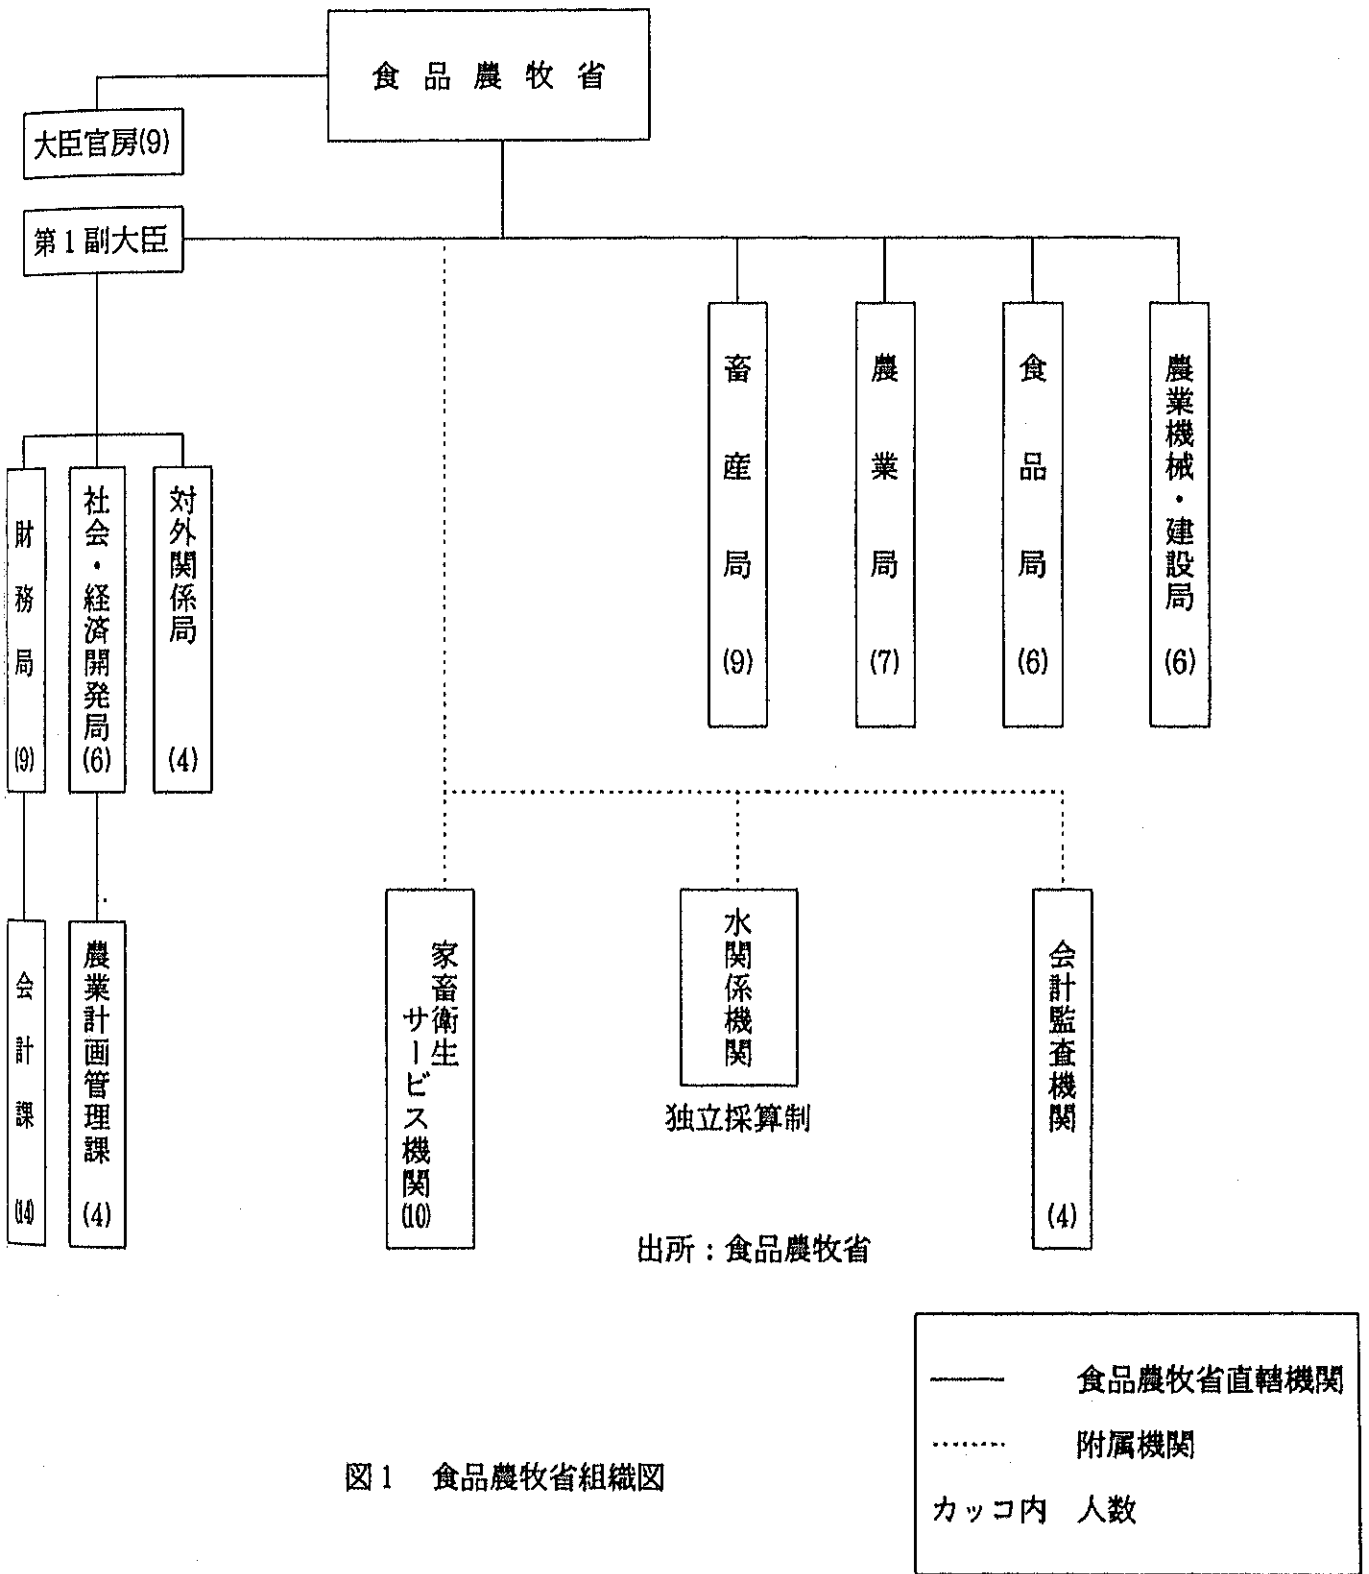 食品農牧省
大臣官房(9)
第1副大臣
畜産局(9)
農業局(7)
食品局(6)
農業機械・建設局(6)
財務局(9)
社会・経済開発局(6)
対外関係局(4)
会計課(14)
農業計画管理課(4)
家畜衛生
サービス機関(10)
水関係機関
独立採算制
会計監査機関(4)
出所：食品農牧省
食品農牧省直轄機関
附属機関
カッコ内 人数
図1 食品農牧省組織図